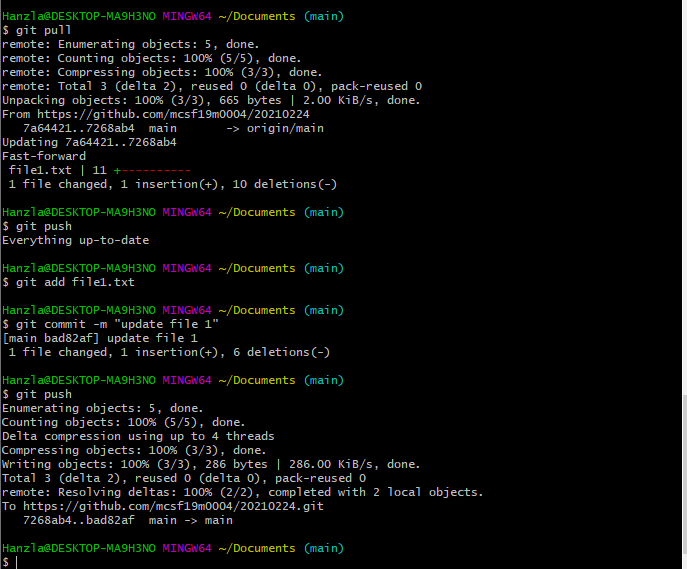 Hanzla@DESKTOP-MA9H3NO MINGW64 ~/Documents (main)
$ git pull
remote: Enumerating objects: 5, done.
remote: Counting objects: 100% (5/5), done.
remote: Compressing objects: 100% (3/3), done.
remote: Total 3 (delta 2), reused 0 (delta 0), pack-reused 0
Unpacking objects: 100% (3/3), 665 bytes | 2.00 KiB/s, done.
From https://github.com/mcsf19m0004/20210224
   7a64421..7268ab4  main       -> origin/main
Updating 7a64421..7268ab4
Fast-forward
 file1.txt | 11 +----------
 1 file changed, 1 insertion(+), 10 deletions(-)
Hanzla@DESKTOP-MA9H3NO MINGW64 ~/Documents (main)
$ git push
Everything up-to-date
Hanzla@DESKTOP-MA9H3NO MINGW64 ~/Documents (main)
$ git add file1.txt
Hanzla@DESKTOP-MA9H3NO MINGW64 ~/Documents (main)
$ git commit -m "update file 1"
[main bad82af] update file 1
 1 file changed, 1 insertion(+), 6 deletions(-)
Hanzla@DESKTOP-MA9H3NO MINGW64 ~/Documents (main)
$ git push
Enumerating objects: 5, done.
Counting objects: 100% (5/5), done.
Delta compression using up to 4 threads
Compressing objects: 100% (3/3), done.
Writing objects: 100% (3/3), 286 bytes | 286.00 KiB/s, done.
Total 3 (delta 2), reused 0 (delta 0), pack-reused 0
remote: Resolving deltas: 100% (2/2), completed with 2 local objects.
To https://github.com/mcsf19m0004/20210224.git
   7268ab4..bad82af  main -> main
Hanzla@DESKTOP-MA9H3NO MINGW64 ~/Documents (main)
$